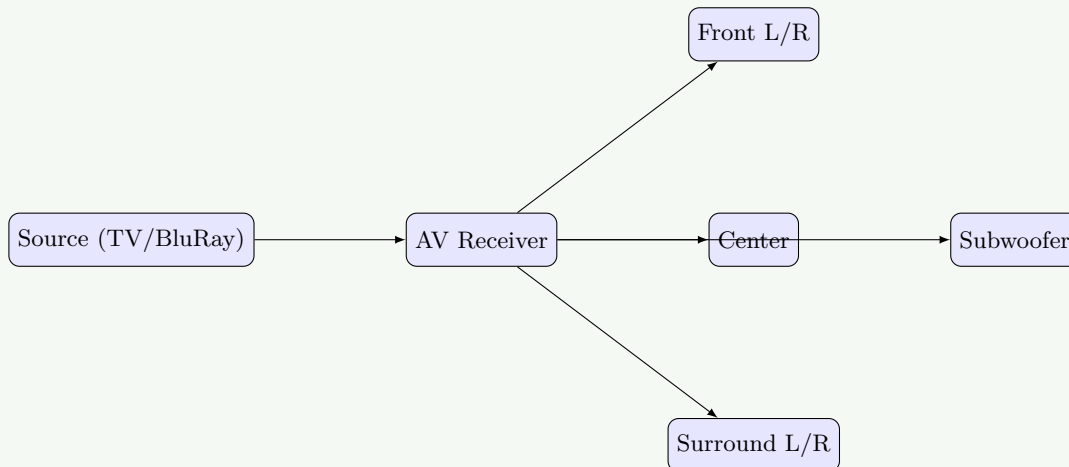 Front L/R
Source (TV/BluRay)
AV Receiver
Center
Subwoofer
Surround L/R